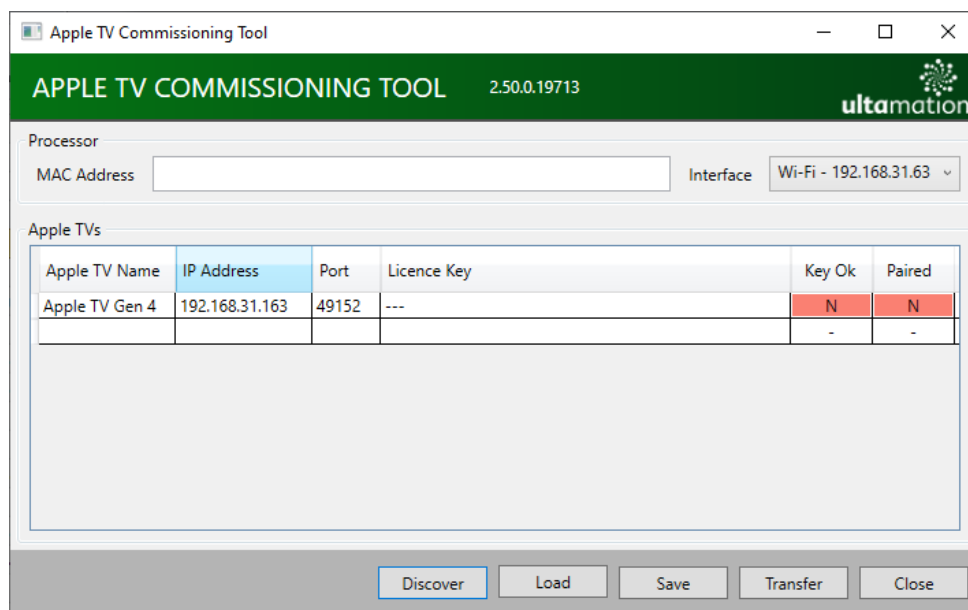 Apple TV Commissioning Tool
APPLE TV COMMISSIONING TOOL 2.50.0.19713 ultamation
Processor
MAC Address Interface Wi-Fi - 192.168.31.63
Apple TVs
Apple TV Name IP Address Port Licence Key Key Ok Paired
Apple TV Gen 4 192.168.31.163 49152 --- N N
- -
Discover Load Save Transfer Close